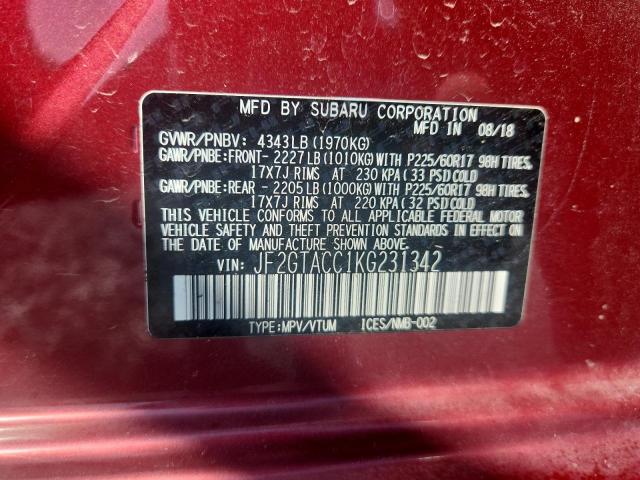 MFD BY SUBARU CORPORATION
MFD IN 08/18
GVWR/PNBV: 4343LB (1970KG)
GAWR/PNBE:FRONT- 2227LB(1010KG)WITH P225/60R17 98H TIRES,
17X7J RIMS AT 230 KPA(33 PSI)COLD
GAWR/PNBE:REAR - 2205LB(1000KG)WITH P225/60R17 98H TIRES,
17X7J RIMS AT 220 KPA(32 PSI)COLD
THIS VEHICLE CONFORMS TO ALL APPLICABLE FEDERAL MOTOR
VEHICLE SAFETY AND THEFT PREVENTION STANDARDS IN EFFECT ON
THE DATE OF MANUFACTURE SHOWN ABOVE.
VIN: JF2GTACC1KG231342
TYPE:MPV/VTUM ICES/NMB-002